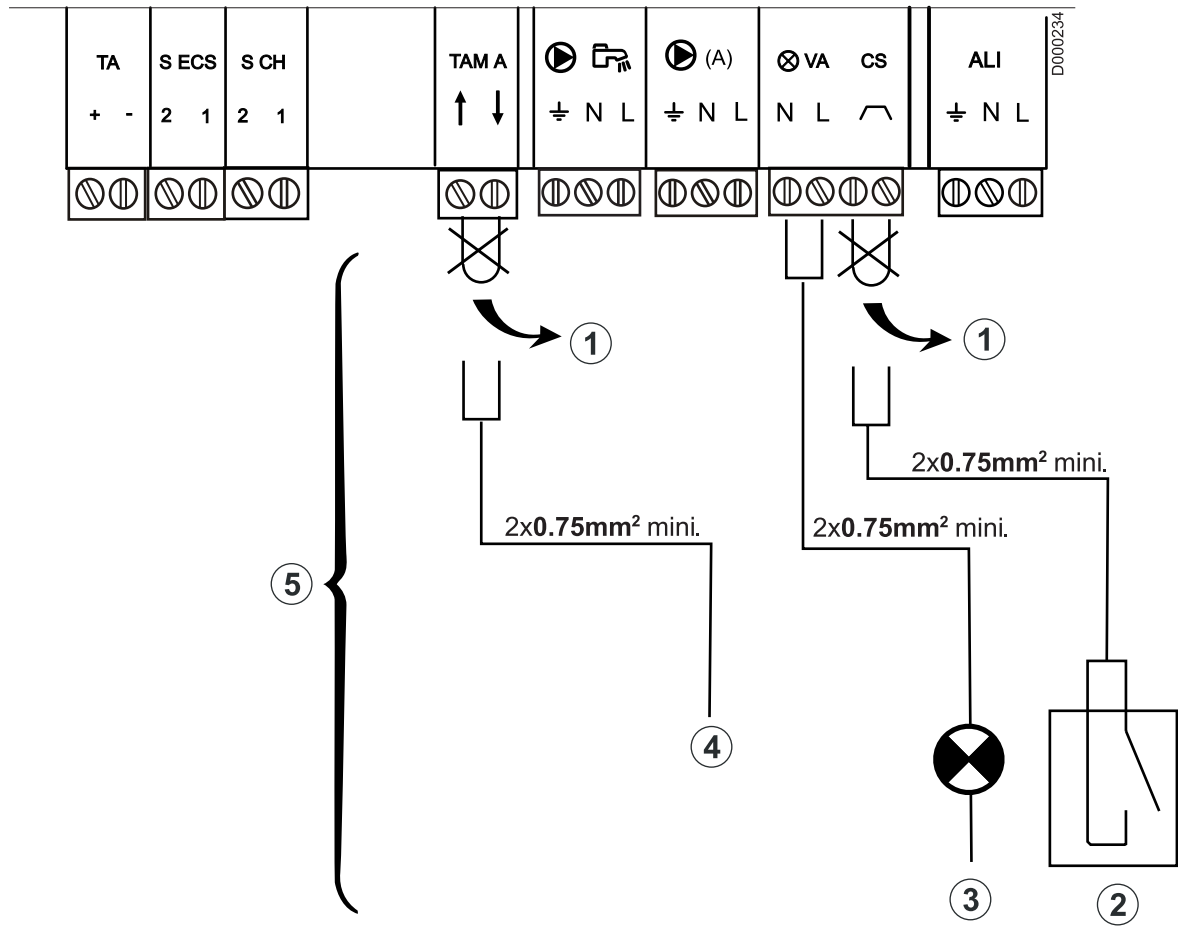 TA
+ -
S ECS
2 1
S CH
2 1
TAM A
N L
(A)
N L
VA CS
N L
ALI
N L
D000234
1
1
2x0.75mm² mini.
2x0.75mm² mini.
2x0.75mm² mini.
5
4
3
2